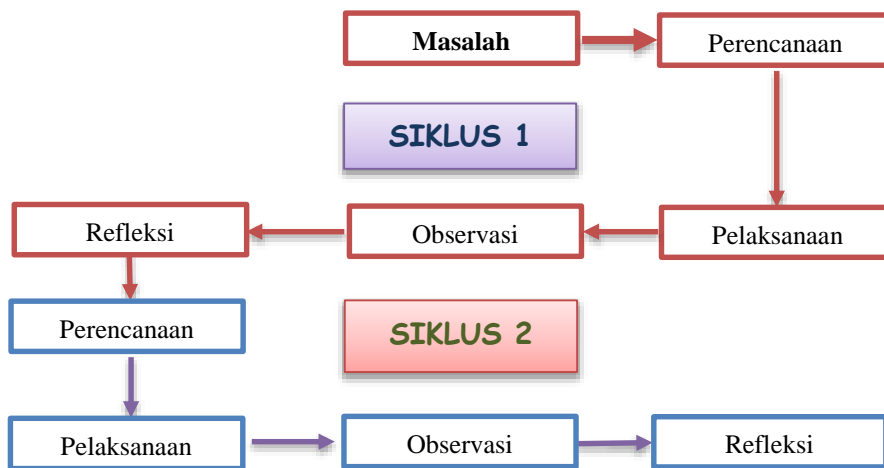 Masalah
Perencanaan
SIKLUS 1
Refleksi
Observasi
Pelaksanaan
Perencanaan
SIKLUS 2
Pelaksanaan
Observasi
Refleksi